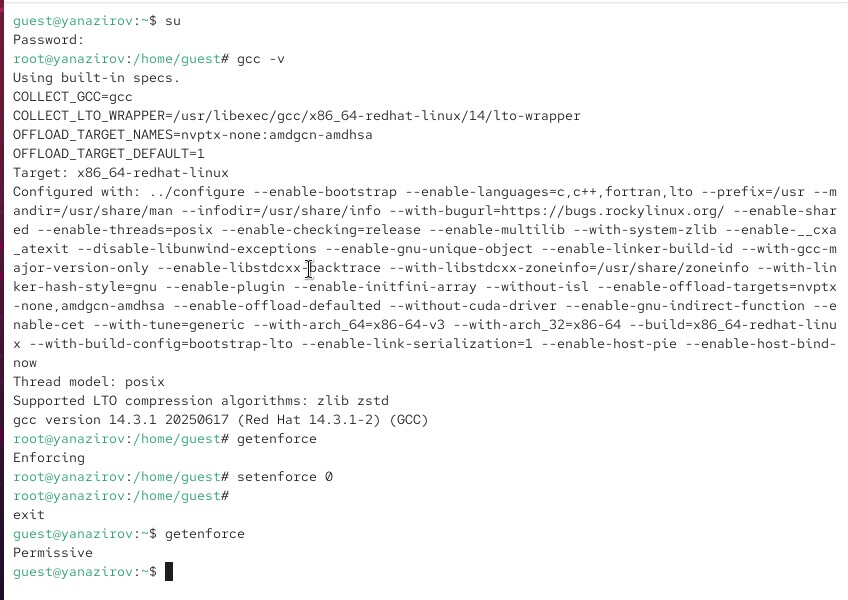 guest@yanazirov:~$ su
Password:
root@yanazirov:/home/guest# gcc -v
Using built-in specs.
COLLECT_GCC=gcc
COLLECT_LTO_WRAPPER=/usr/libexec/gcc/x86_64-redhat-linux/14/lto-wrapper
OFFLOAD_TARGET_NAMES=nvptx-none:amdgcn-amdhsa
OFFLOAD_TARGET_DEFAULT=1
Target: x86_64-redhat-linux
Configured with: ../configure --enable-bootstrap --enable-languages=c,c++,fortran,lto --prefix=/usr --m
andir=/usr/share/man --infodir=/usr/share/info --with-bugurl=https://bugs.rockylinux.org/ --enable-shar
ed --enable-threads=posix --enable-checking=release --enable-multilib --with-system-zlib --enable-__cxa
_atexit --disable-libunwind-exceptions --enable-gnu-unique-object --enable-linker-build-id --with-gcc-m
ajor-version-only --enable-libstdcxx-backtrace --with-libstdcxx-zoneinfo=/usr/share/zoneinfo --with-lin
ker-hash-style=gnu --enable-plugin --enable-initfini-array --without-isl --enable-offload-targets=nvptx
-none,amdgcn-amdhsa --enable-offload-defaulted --without-cuda-driver --enable-gnu-indirect-function --e
nable-cet --with-tune=generic --with-arch_64=x86-64-v3 --with-arch_32=x86-64 --build=x86_64-redhat-linu
x --with-build-config=bootstrap-lto --enable-link-serialization=1 --enable-host-pie --enable-host-bind-
now
Thread model: posix
Supported LTO compression algorithms: zlib zstd
gcc version 14.3.1 20250617 (Red Hat 14.3.1-2) (GCC)
root@yanazirov:/home/guest# getenforce
Enforcing
root@yanazirov:/home/guest# setenforce 0
root@yanazirov:/home/guest#
exit
guest@yanazirov:~$ getenforce
Permissive
guest@yanazirov:~$